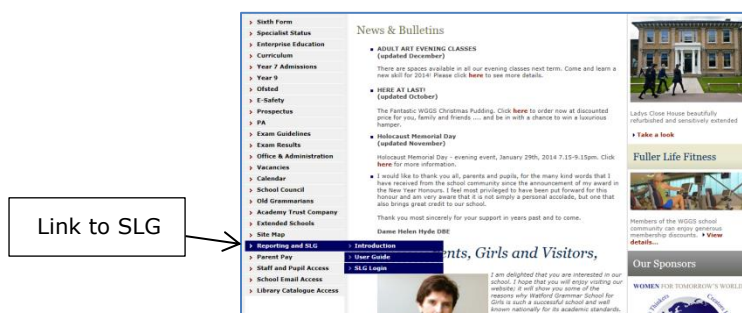 Link to SLG
Sixth Form
Specialist Status
Enterprise Education
Curriculum
Year 7 Admissions
Year 9
Ofsted
E-Safety
Prospectus
PA
Exam Guidelines
Exam Results
Office & Administration
Vacancies
Calendar
School Council
Old Grammarians
Academy Trust Company
Extended Schools
Site Map
Reporting and SLG
Parent Pay
Staff and Pupil Access
School Email Access
Library Catalogue Access
Introduction
User Guide
SLG Login
News & Bulletins
ADULT ART EVENING CLASSES
(updated December)
There are spaces available in all our evening classes next term. Come and learn a
new skill for 2014! Please click here to see more details.
HERE AT LAST!
(updated October)
The Fantastic WGGS Christmas Pudding. Click here to order now at discounted
price for you, family and friends .... and be in with a chance to win a luxurious
hamper.
Holocaust Memorial Day
(updated November)
Holocaust Memorial Day - evening event, January 29th, 2014 7.15-9.15pm. Click
here for more information.
I would like to thank you all, parents and pupils, for the many kind words that I
have received from the school community since the announcement of my award in
the New Year Honours. I feel most privileged to have been put forward for this
honour and am very aware that it is not simply a personal accolade, but one that
also brings great credit to our school.
Thank you most sincerely for your support in years past and to come.
Dame Helen Hyde DBE
ents, Girls and Visitors,
I am delighted that you are interested in our
school. I hope that you will enjoy visiting our
website; it will show you some of the
reasons why Watford Grammar School for
Girls is such a successful school and well
known nationally for its academic standards,
Ladys Close House beautifully
refurbished and sensitively extended
Take a look
Fuller Life Fitness
Members of the WGGS school
community can enjoy generous
membership discounts. View
details...
Our Sponsors
WOMEN FOR TOMORROW'S WORLD
Thinkers